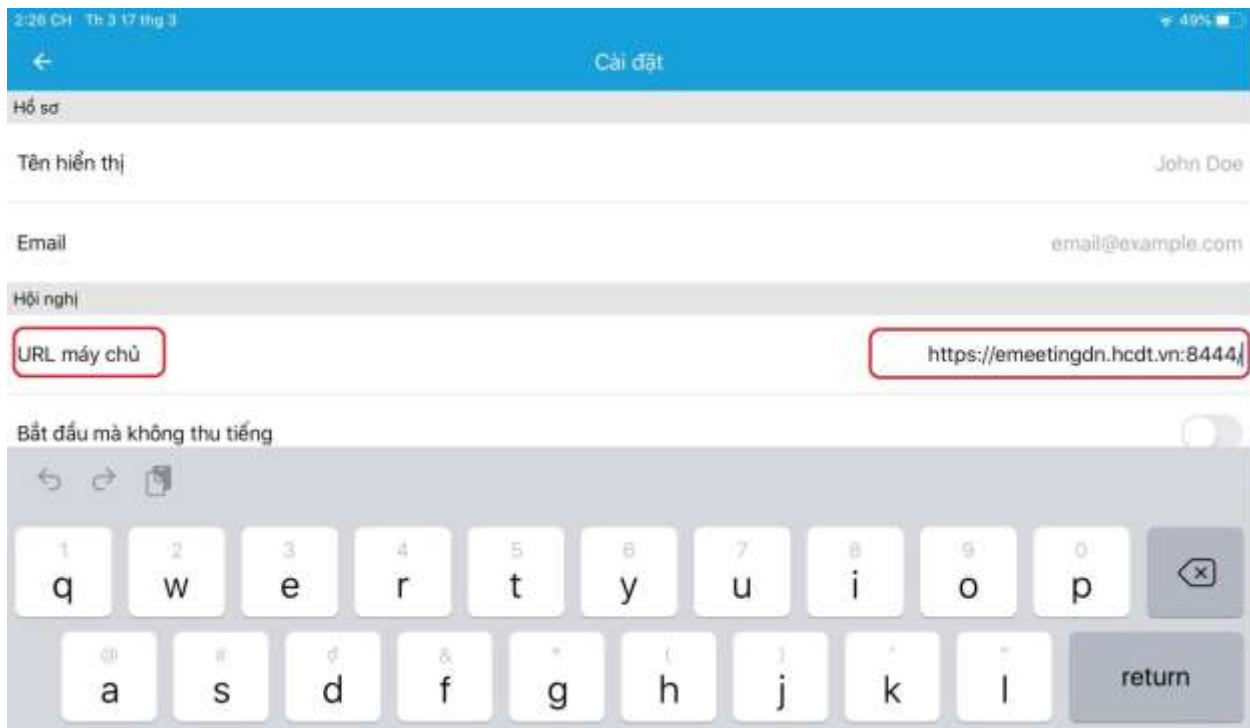 2:26 CH Th 3 17 thg 3 49%
Cài đặt
Hồ sơ
Tên hiển thị John Doe
Email email@example.com
Hội nghị
URL máy chủ https://emeetingdn.hcdt.vn:8444/
Bắt đầu mà không thu tiếng
1 2 3 4 5 6 7 8 9 0
q w e r t y u i o p
@ # đ & * ( ) ' "
a s d f g h j k l return